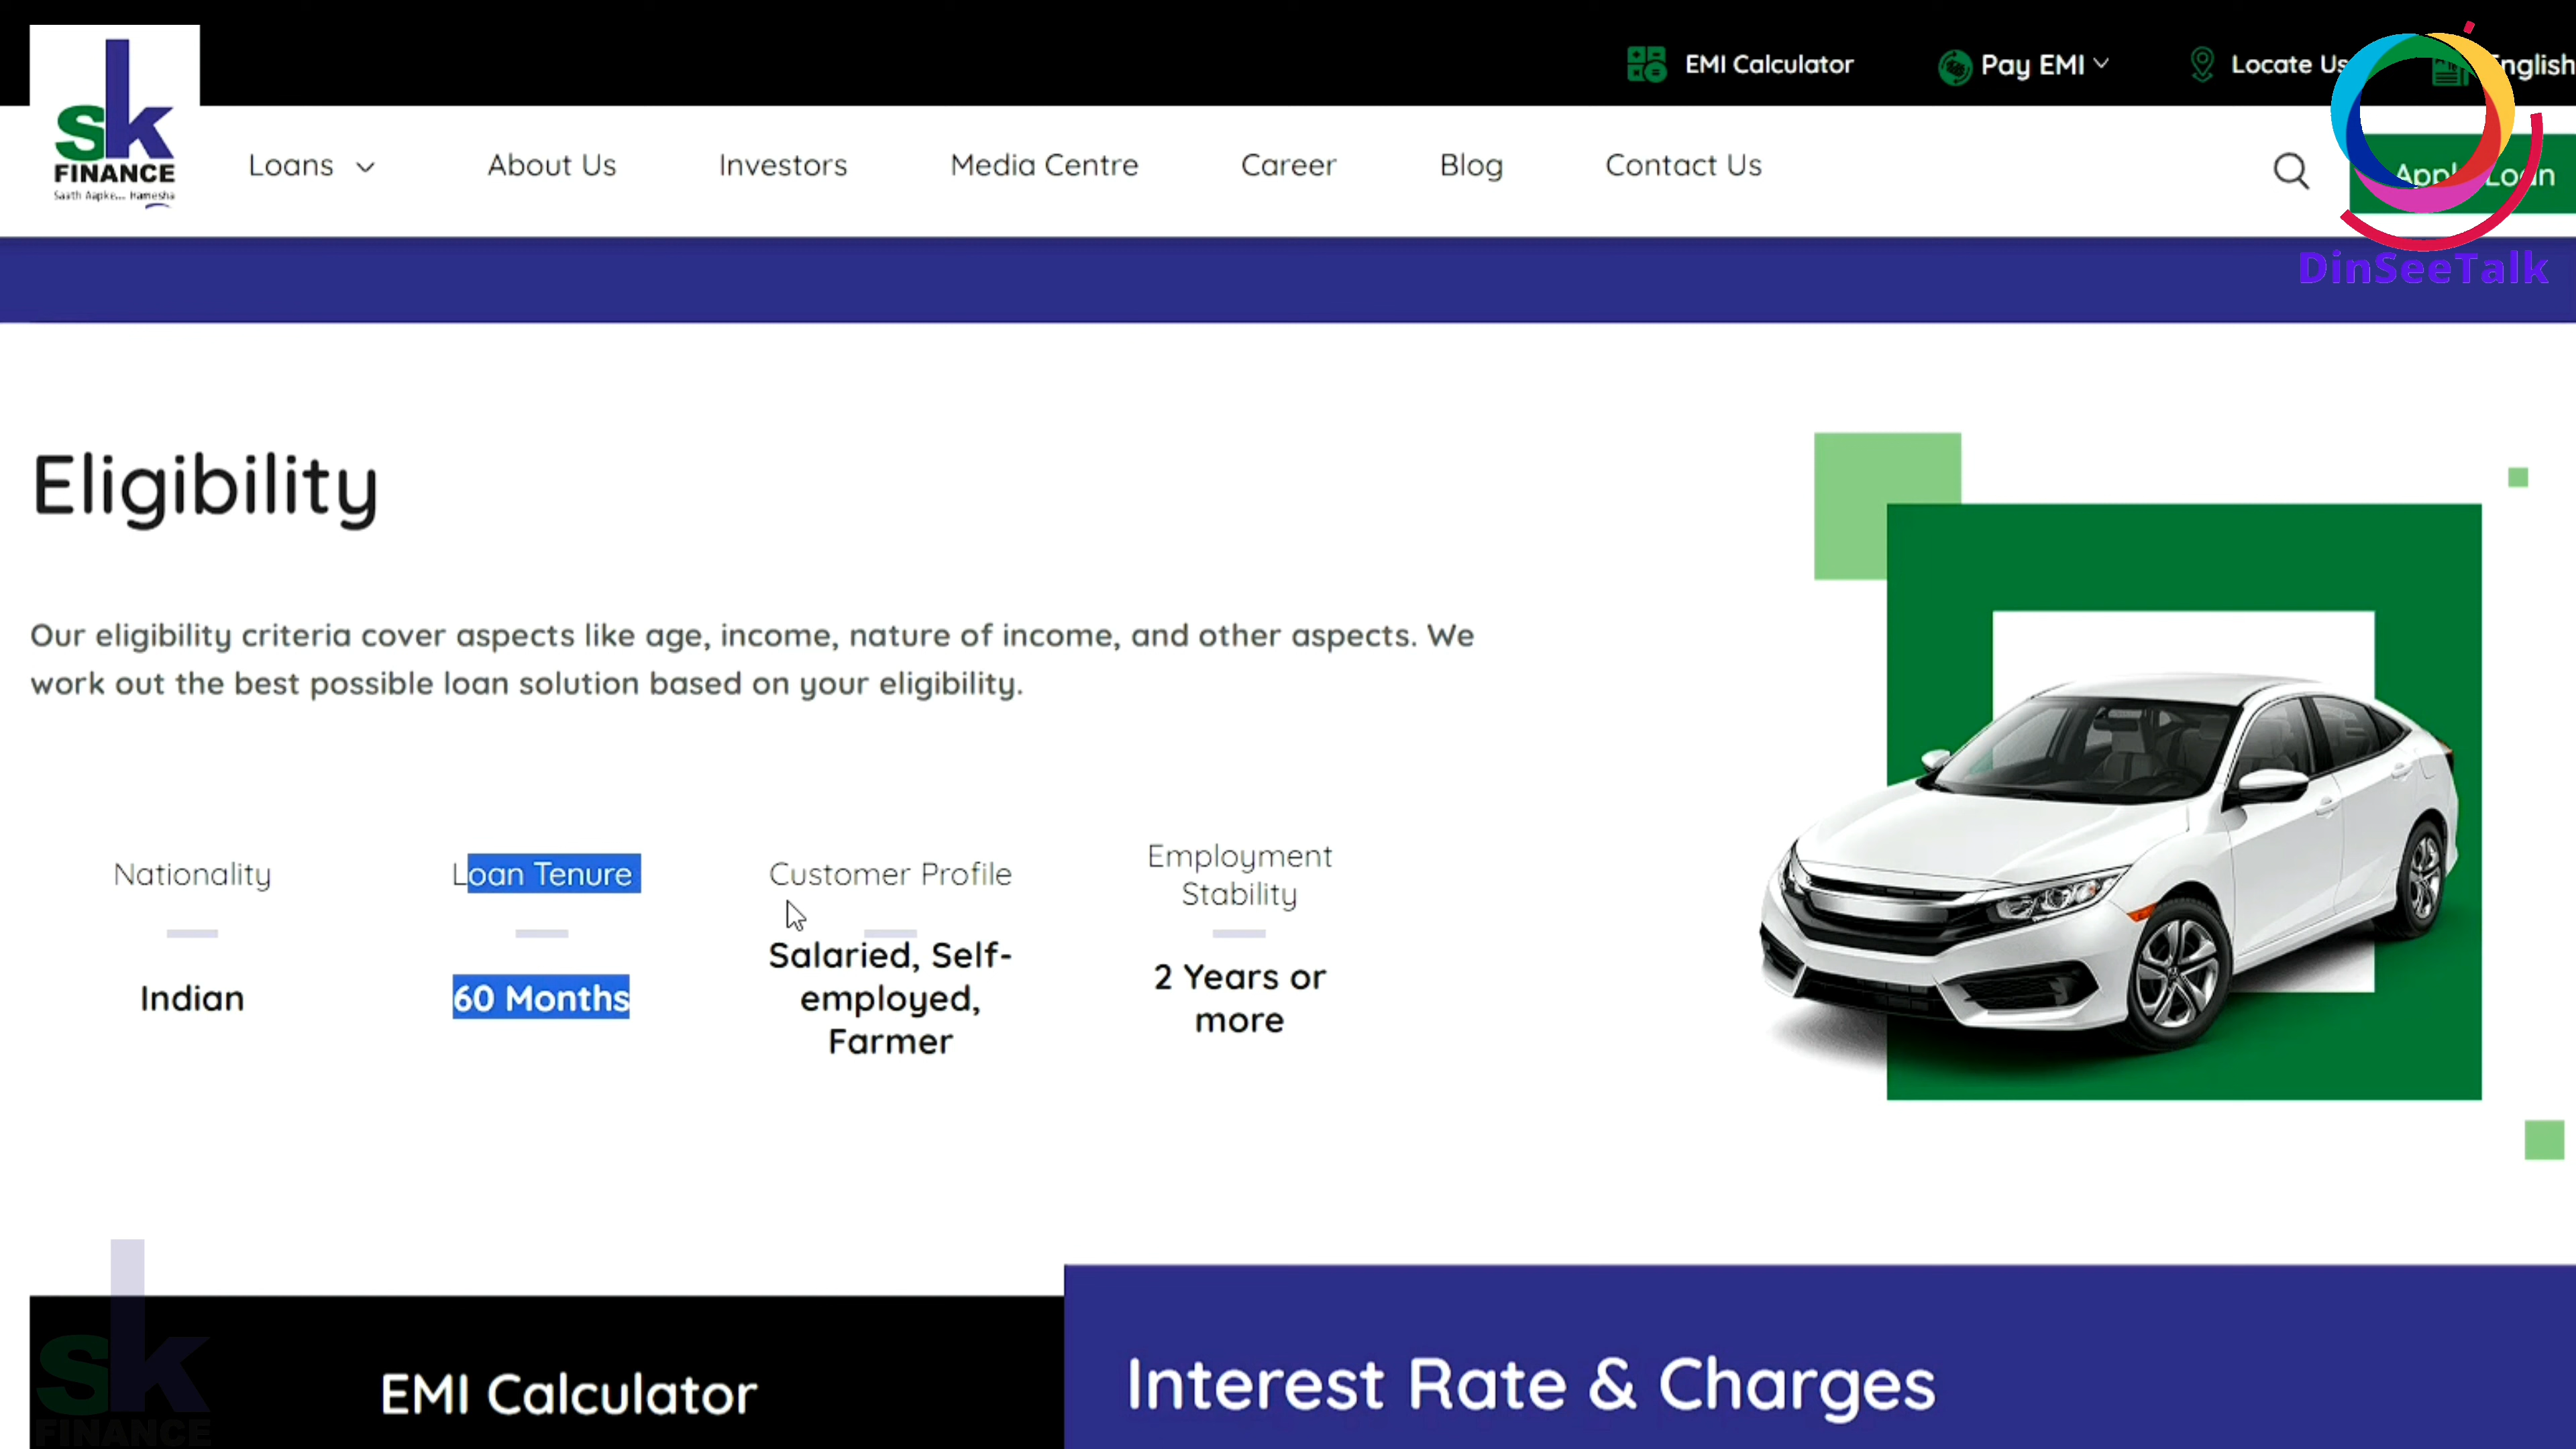 EMI Calculator
Pay EMI
Locate Us
English
sk
FINANCE
Saath Aapke... Hamesha
Loans
About Us
Investors
Media Centre
Career
Blog
Contact Us
Loan
DinSeeTalk
Eligibility
Our eligibility criteria cover aspects like age, income, nature of income, and other aspects. We
work out the best possible loan solution based on your eligibility.
Nationality
Indian
Loan Tenure
60 Months
Customer Profile
Salaried, Self-
employed,
Farmer
Employment
Stability
2 Years or
more
sk
FINANCE
EMI Calculator
Interest Rate & Charges